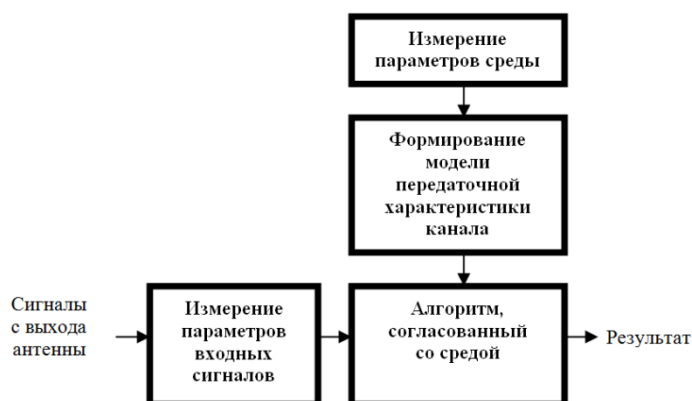 Измерение
параметров среды
Формирование
модели
передаточной
характеристики
канала
Сигналы
с выхода
антенны
Измерение
параметров
входных
сигналов
Алгоритм,
согласованный
со средой
Результат